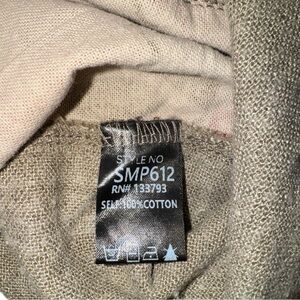 STYLE NO
SMP612
RN# 133793
SELF:100%COTTON